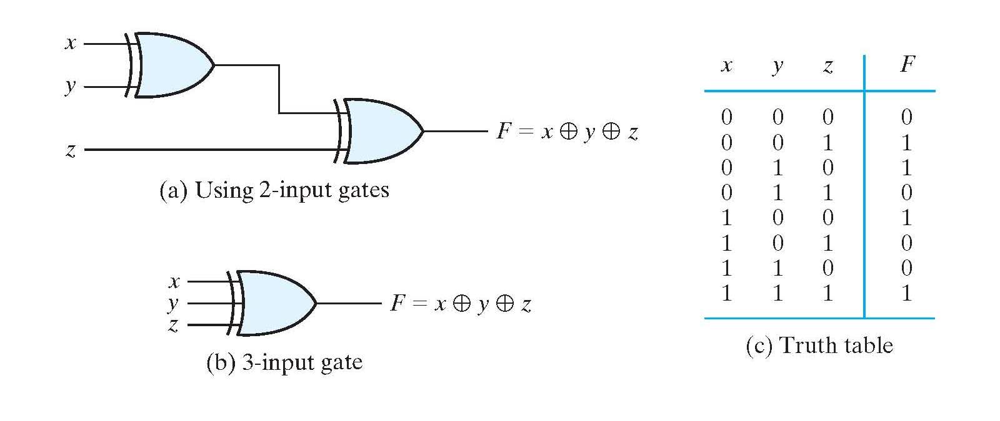 x
y
z
F = x ⊕ y ⊕ z
(a) Using 2-input gates
x
y
z
F = x ⊕ y ⊕ z
(b) 3-input gate
x y z F
0 0 0 0
0 0 1 1
0 1 0 1
0 1 1 0
1 0 0 1
1 0 1 0
1 1 0 0
1 1 1 1
(c) Truth table